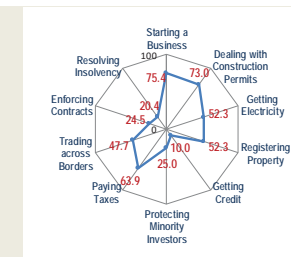 Starting a
Business
100
75.4
Dealing with
Construction
Permits
73.0
Getting
Electricity
52.3
Registering
Property
52.3
Getting
Credit
10.0
Protecting
Minority
Investors
25.0
Paying
Taxes
63.9
Trading
across
Borders
47.7
Enforcing
Contracts
24.5
Resolving
Insolvency
20.4
0